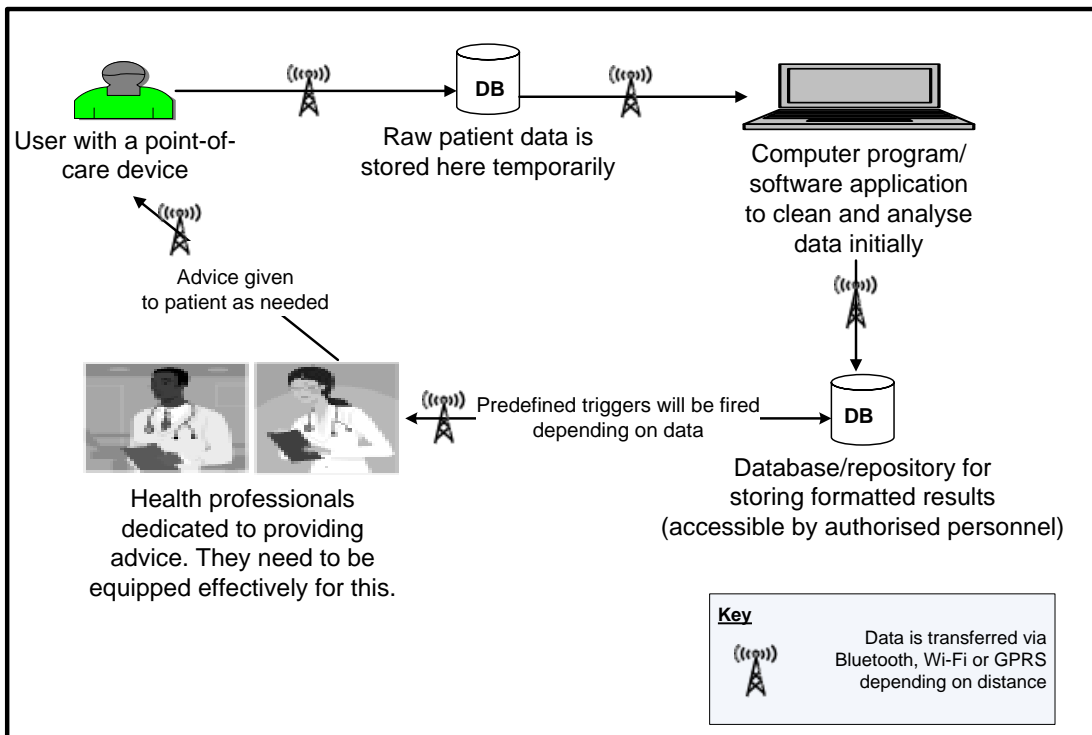 User with a point-of-
care device
DB
Raw patient data is
stored here temporarily
Computer program/
software application
to clean and analyse
data initially
Advice given
to patient as needed
Predefined triggers will be fired
depending on data
DB
Database/repository for
storing formatted results
(accessible by authorised personnel)
Health professionals
dedicated to providing
advice. They need to be
equipped effectively for this.
Key
Data is transferred via
Bluetooth, Wi-Fi or GPRS
depending on distance